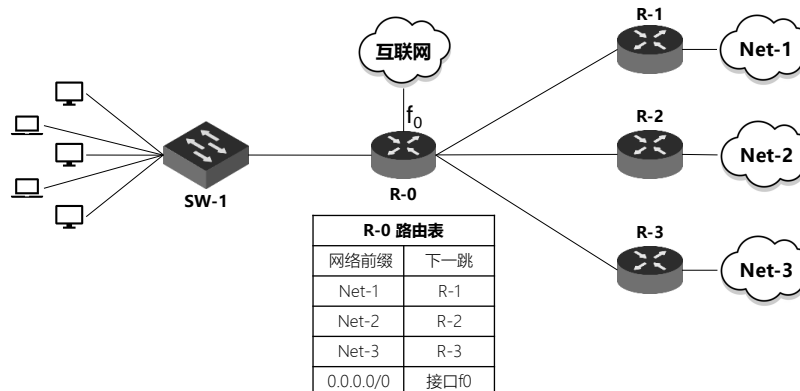 R-1
Net-1
互联网
f₀
R-2
Net-2
SW-1
R-0
R-3
Net-3
R-0 路由表
网络前缀 下一跳
Net-1 R-1
Net-2 R-2
Net-3 R-3
0.0.0.0/0 接口f0